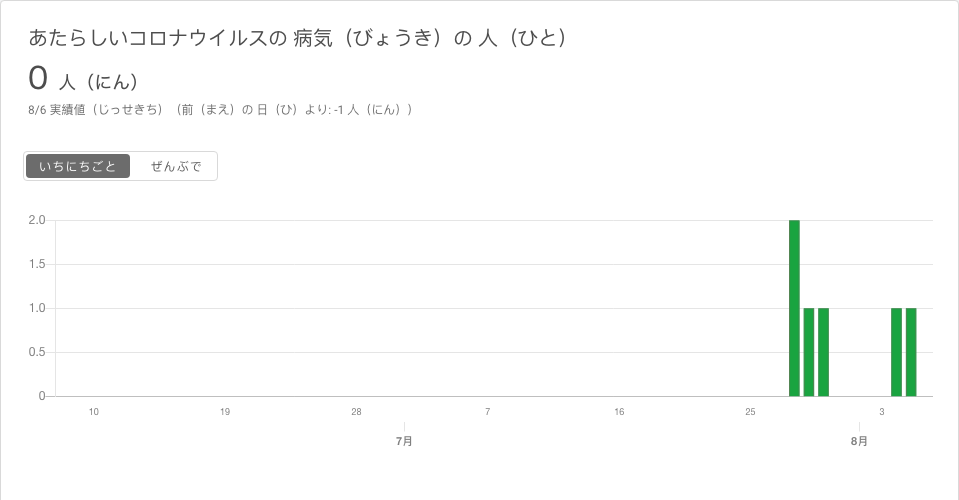 あたらしいコロナウイルスの 病気（びょうき）の 人（ひと）
0 人（にん）
8/6 実績値（じっせきち）（前（まえ）の 日（ひ）より: -1 人（にん））
いちにちごと ぜんぶで
2.0
1.5
1.0
0.5
0
10 19 28 7 16 25 3
7月 8月